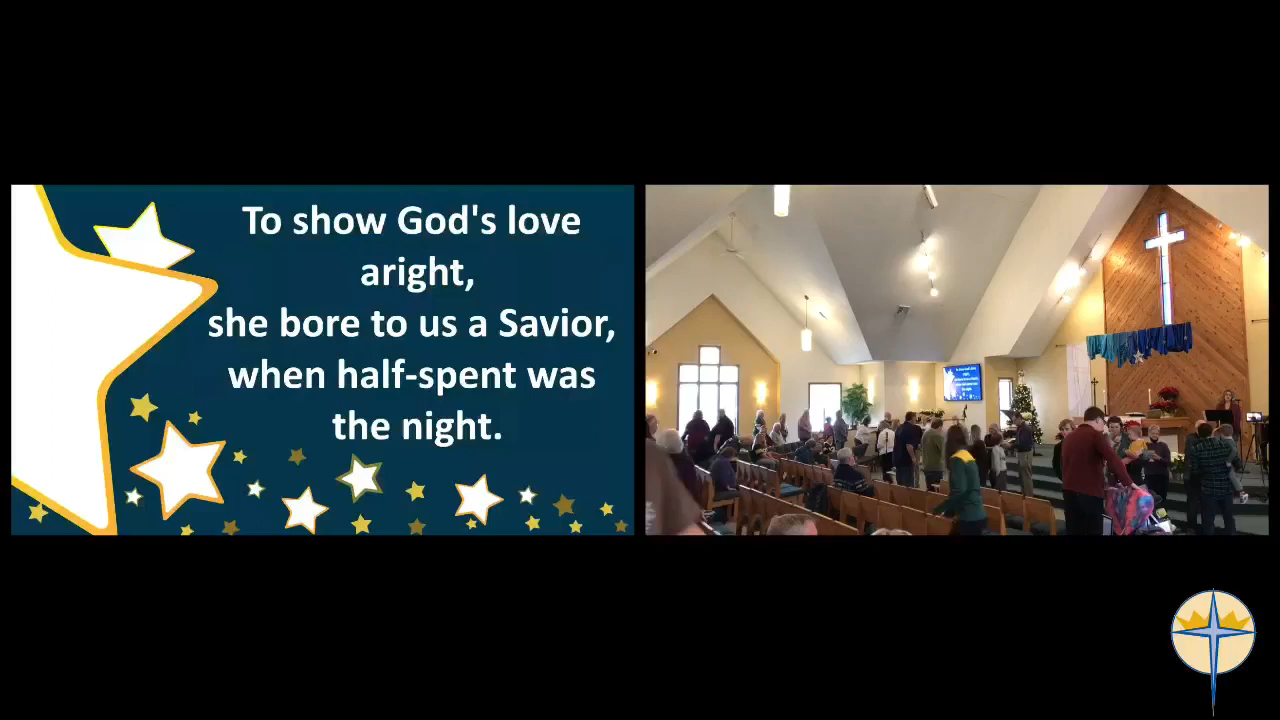 To show God's love
aright,
she bore to us a Savior,
when half-spent was
the night.